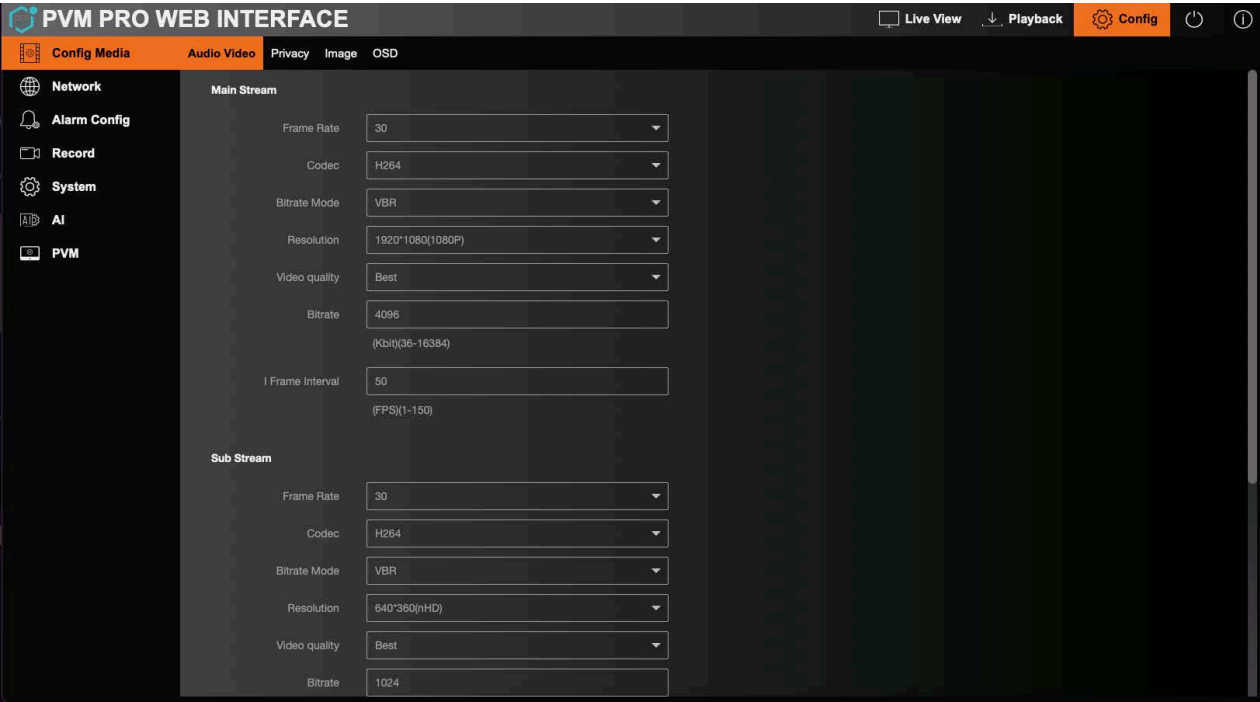 PVM PRO WEB INTERFACE
Live View Playback Config
Config Media Audio Video Privacy Image OSD
Network
Alarm Config
Record
System
AI
PVM
Main Stream
Frame Rate 30
Codec H264
Bitrate Mode VBR
Resolution 1920*1080(1080P)
Video quality Best
Bitrate 4096
(Kbit)(36-16384)
I Frame Interval 50
(FPS)(1-150)
Sub Stream
Frame Rate 30
Codec H264
Bitrate Mode VBR
Resolution 640*360(nHD)
Video quality Best
Bitrate 1024